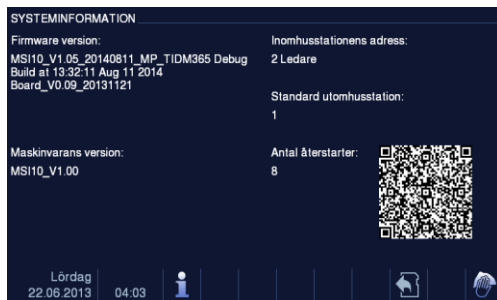 SYSTEMINFORMATION
Firmware version:
MSI10_V1.05_20140811_MP_TIDM365 Debug
Build at 13:32:11 Aug 11 2014
Board_V0.09_20131121
Inomhusstationens adress:
2 Ledare
Standard utomhusstation:
1
Maskinvarans version:
MSI10_V1.00
Antal återstarter:
8
Lördag
22.06.2013 04:03